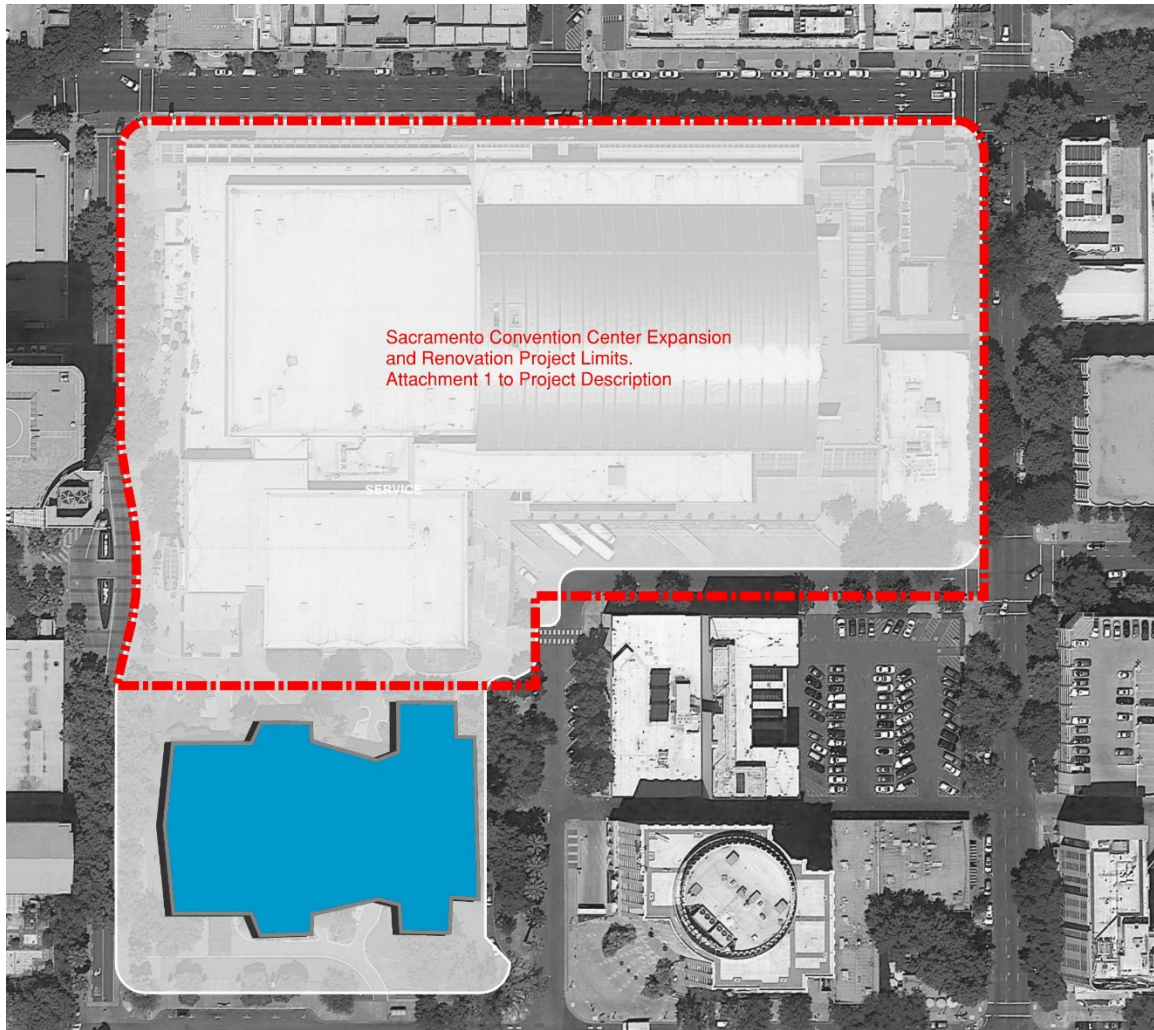 Sacramento Convention Center Expansion
and Renovation Project Limits.
Attachment 1 to Project Description
SERVICE